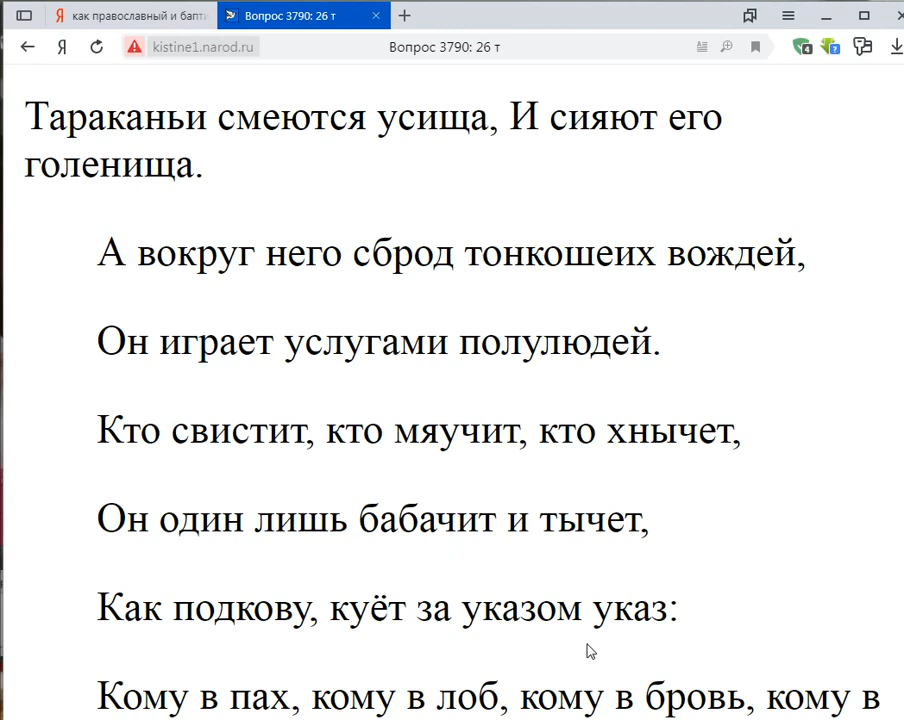 как православный и бапти
Вопрос 3790: 26 т
kistine1.narod.ru
Вопрос 3790: 26 т
Тараканьи смеются усища, И сияют его
голенища.
А вокруг него сброд тонкошеих вождей,
Он играет услугами полулюдей.
Кто свистит, кто мяучит, кто хнычет,
Он один лишь бабачит и тычет,
Как подкову, куёт за указом указ:
Кому в пах, кому в лоб, кому в бровь, кому в